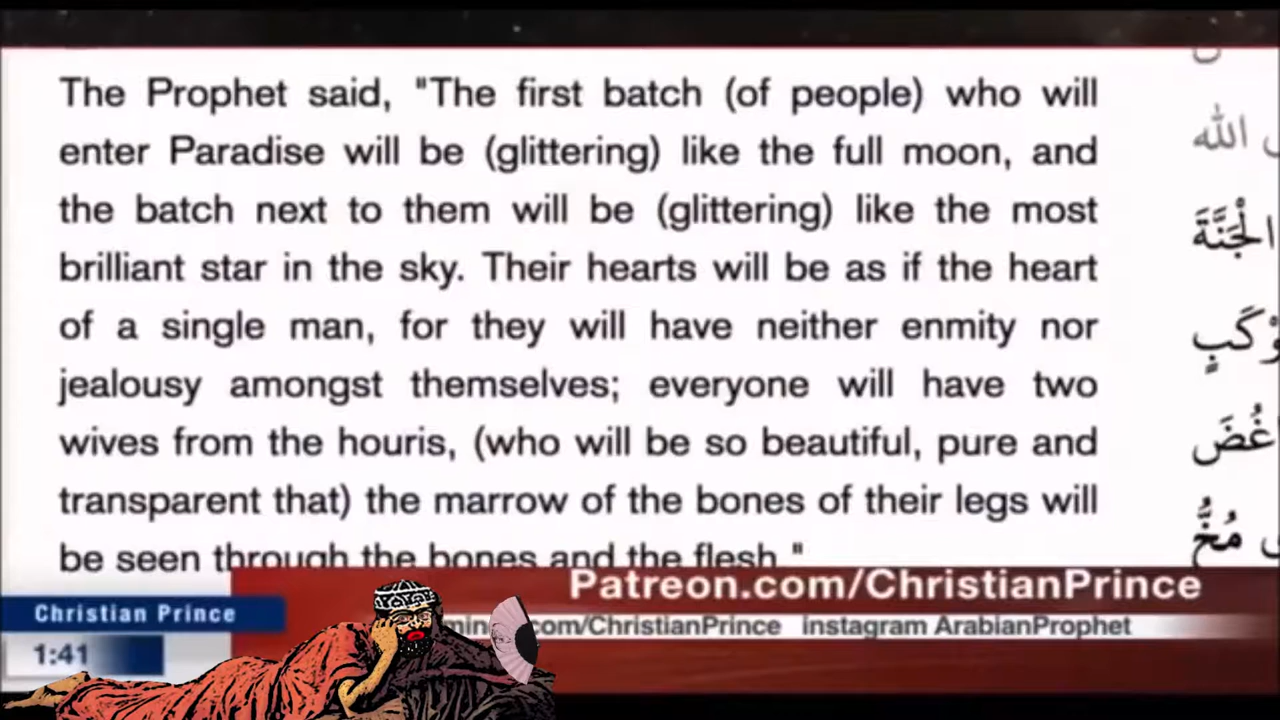 The Prophet said, "The first batch (of people) who will
enter Paradise will be (glittering) like the full moon, and
the batch next to them will be (glittering) like the most
brilliant star in the sky. Their hearts will be as if the heart
of a single man, for they will have neither enmity nor
jealousy amongst themselves; everyone will have two
wives from the houris, (who will be so beautiful, pure and
transparent that) the marrow of the bones of their legs will
be seen through the bones and the flesh."
الله
الْجَنَّةَ
مُخُّ
Patreon.com/ChristianPrince
Christian Prince
com/ChristianPrince instagram ArabianProphet
1:41